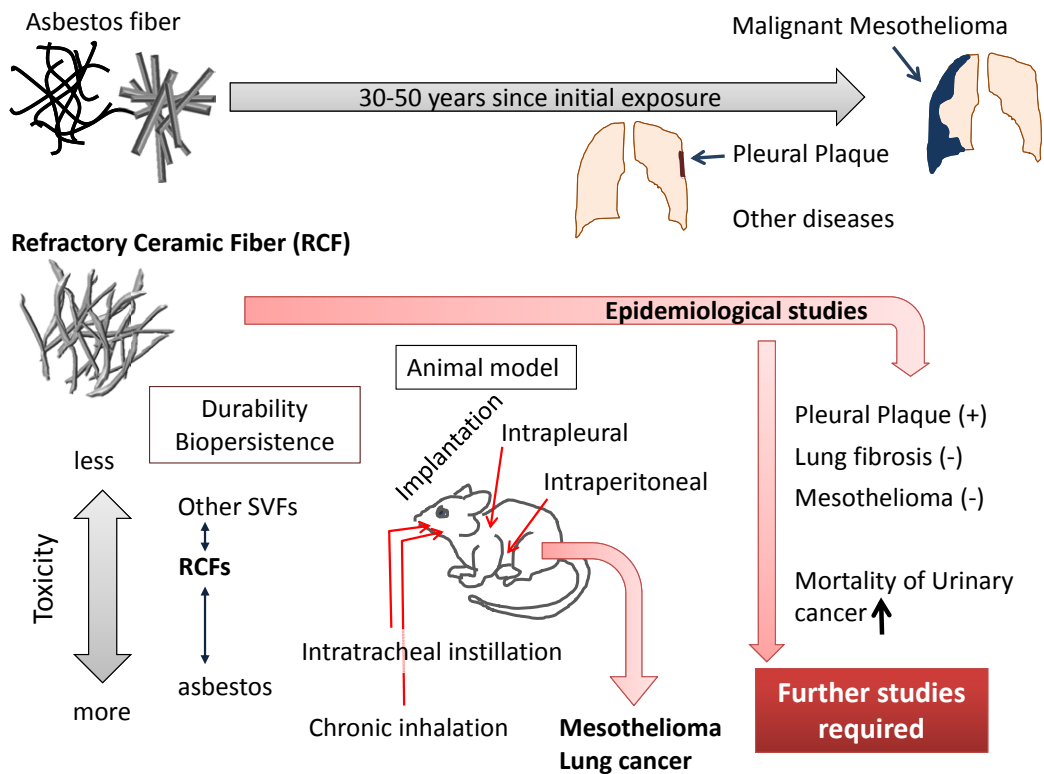 Asbestos fiber
30-50 years since initial exposure
Malignant Mesothelioma
Pleural Plaque
Other diseases
Refractory Ceramic Fiber (RCF)
Epidemiological studies
Animal model
Durability
Biopersistence
less
Toxicity
more
Other SVFs
RCFs
asbestos
Implantation
Intrapleural
Intraperitoneal
Intratracheal instillation
Chronic inhalation
Mesothelioma
Lung cancer
Pleural Plaque (+)
Lung fibrosis (-)
Mesothelioma (-)
Mortality of Urinary
cancer
Further studies
required